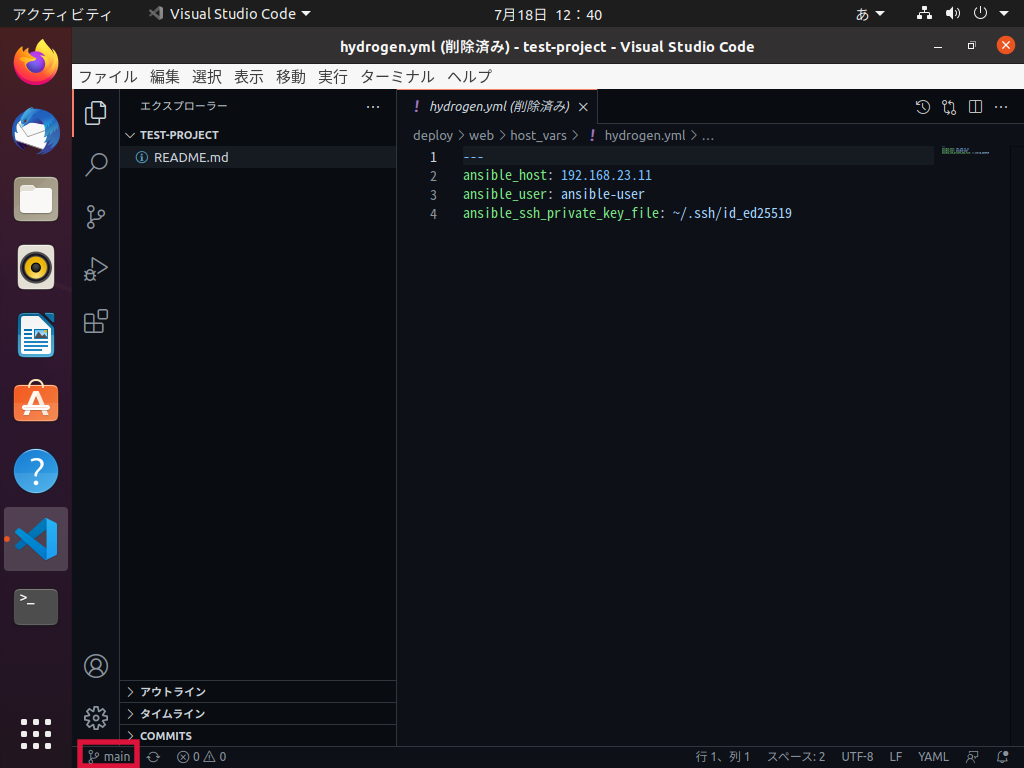 アクティビティ
Visual Studio Code
7月18日 12：40
あ
hydrogen.yml (削除済み) - test-project - Visual Studio Code
ファイル 編集 選択 表示 移動 実行 ターミナル ヘルプ
エクスプローラー
hydrogen.yml (削除済み)
TEST-PROJECT
README.md
deploy > web > host_vars > ! hydrogen.yml > ...
1 ---
2 ansible_host: 192.168.23.11
3 ansible_user: ansible-user
4 ansible_ssh_private_key_file: ~/.ssh/id_ed25519
アウトライン
タイムライン
COMMITS
main 0 0 行 1、列 1 スペース: 2 UTF-8 LF YAML